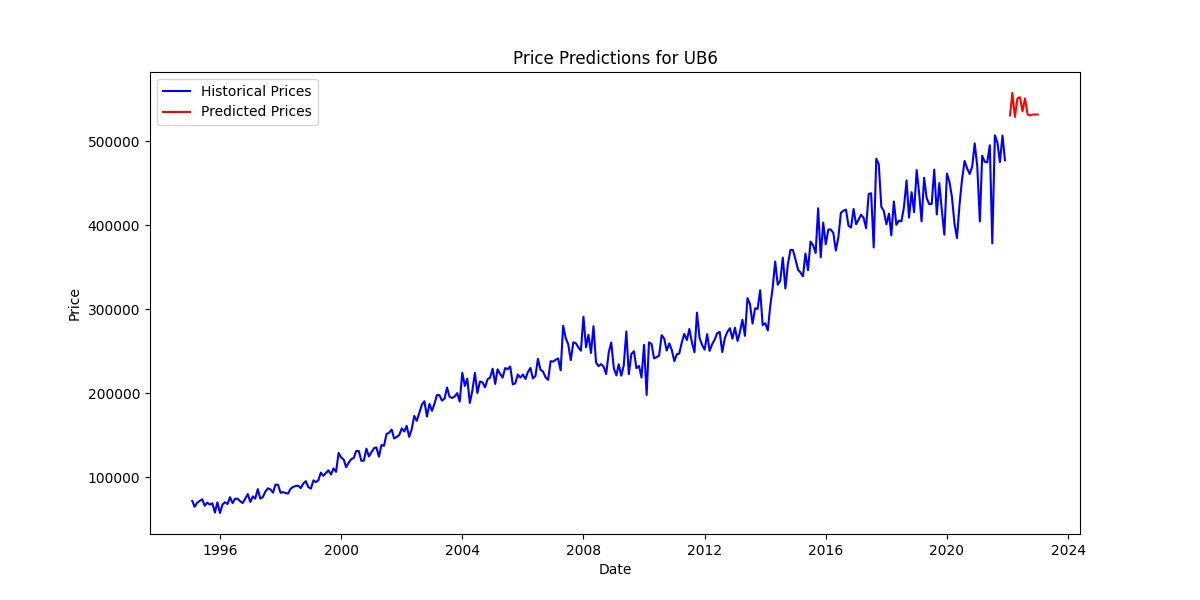 Price Predictions for UB6
Historical Prices
Predicted Prices
500000
400000
300000
200000
100000
Price
1996 2000 2004 2008 2012 2016 2020 2024
Date